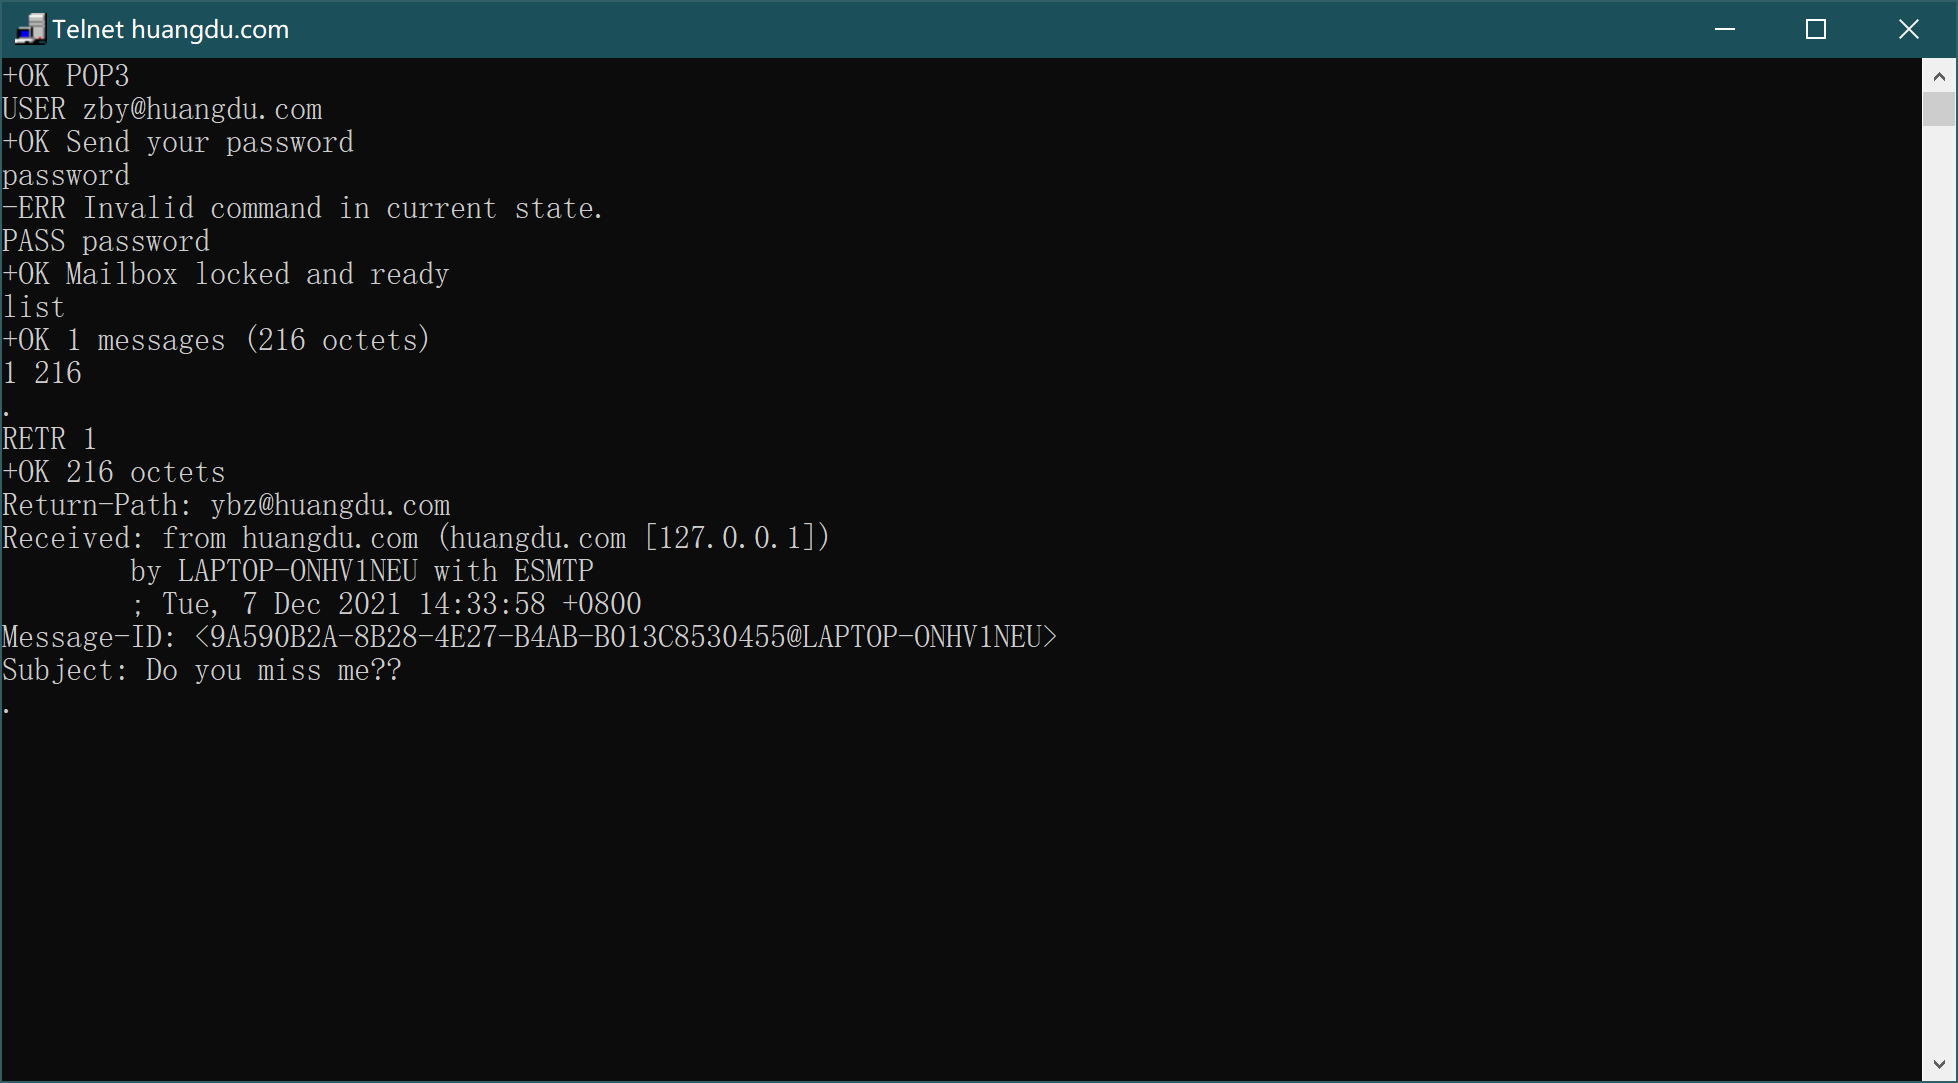 Telnet huangdu.com
+OK POP3
USER zby@huangdu.com
+OK Send your password
password
-ERR Invalid command in current state.
PASS password
+OK Mailbox locked and ready
list
+OK 1 messages (216 octets)
1 216
.
RETR 1
+OK 216 octets
Return-Path: ybz@huangdu.com
Received: from huangdu.com (huangdu.com [127.0.0.1])
        by LAPTOP-ONHV1NEU with ESMTP
        ; Tue, 7 Dec 2021 14:33:58 +0800
Message-ID: <9A590B2A-8B28-4E27-B4AB-B013C8530455@LAPTOP-ONHV1NEU>
Subject: Do you miss me??
.